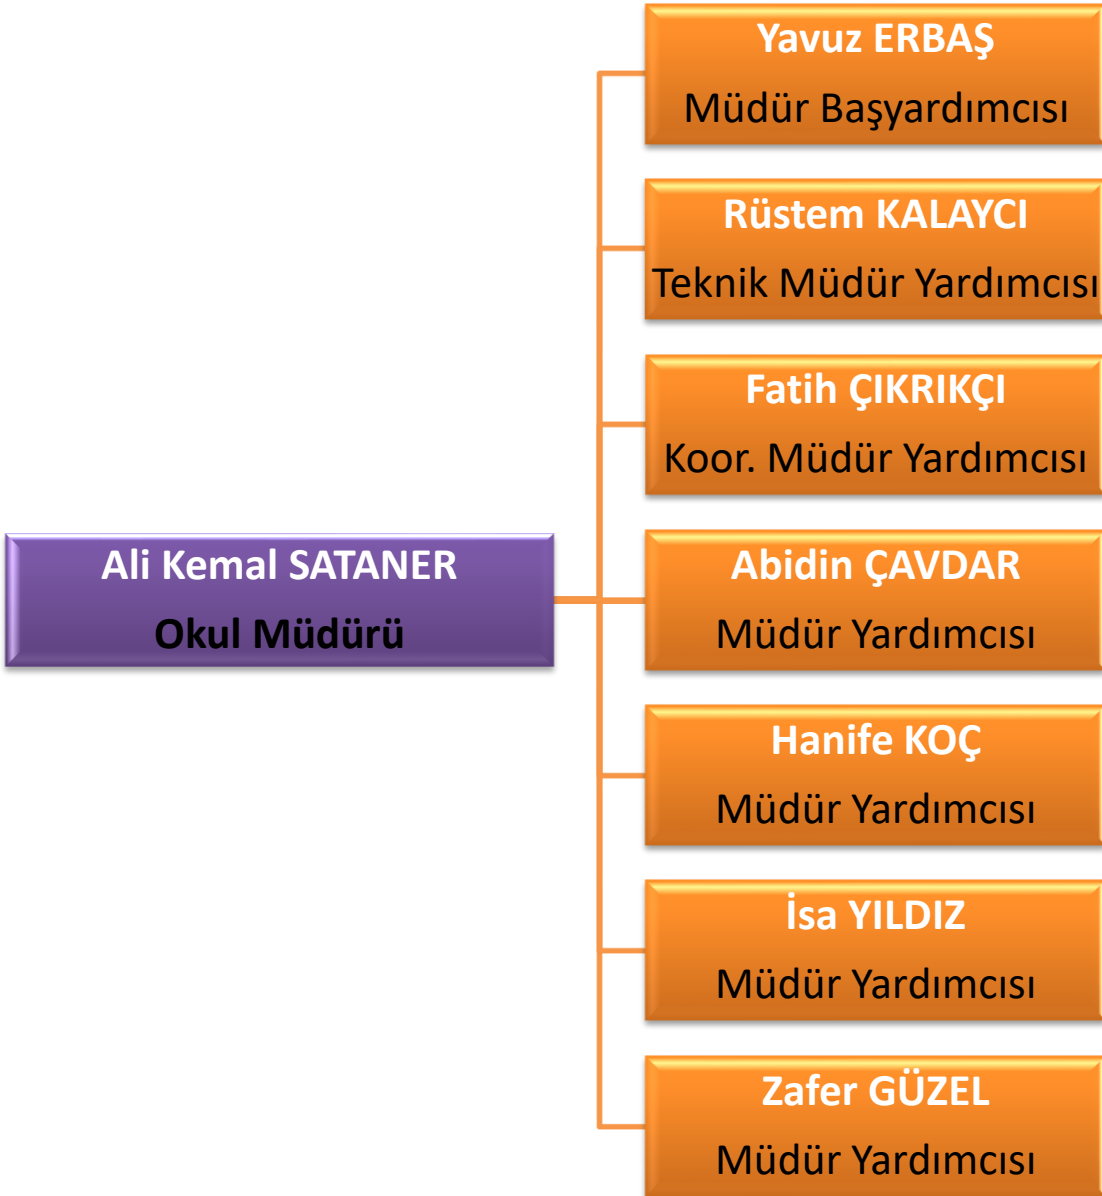 Yavuz ERBAŞ
Müdür Başyardımcısı
Rüstem KALAYCI
Teknik Müdür Yardımcısı
Fatih ÇIKRIKÇI
Koor. Müdür Yardımcısı
Ali Kemal SATANER
Okul Müdürü
Abidin ÇAVDAR
Müdür Yardımcısı
Hanife KOÇ
Müdür Yardımcısı
İsa YILDIZ
Müdür Yardımcısı
Zafer GÜZEL
Müdür Yardımcısı